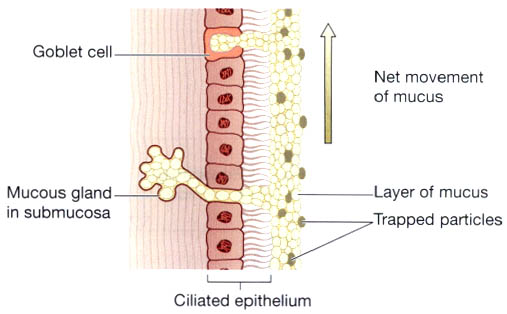 Goblet cell
Net movement
of mucus
Mucous gland
in submucosa
Layer of mucus
Trapped particles
Ciliated epithelium